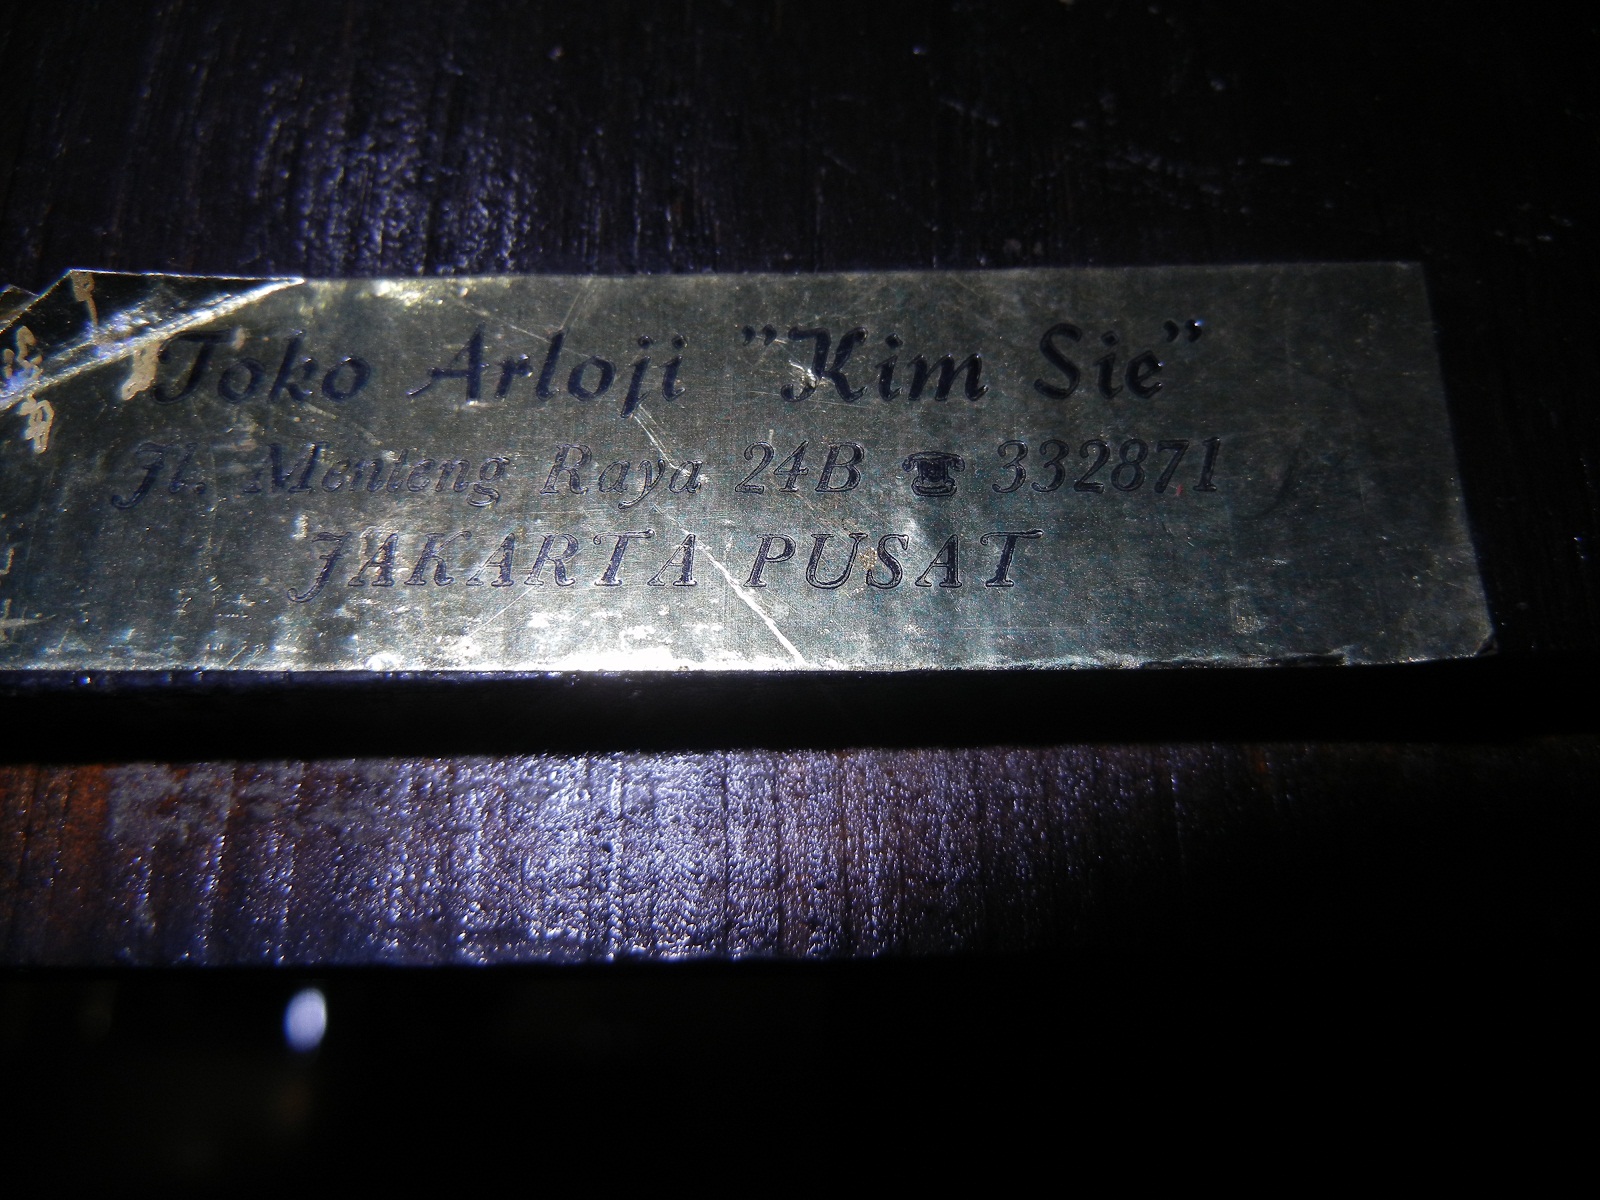 Toko Arloji "Kim Sie"
Jl. Menteng Raya 24B ☎ 332871
JAKARTA PUSAT